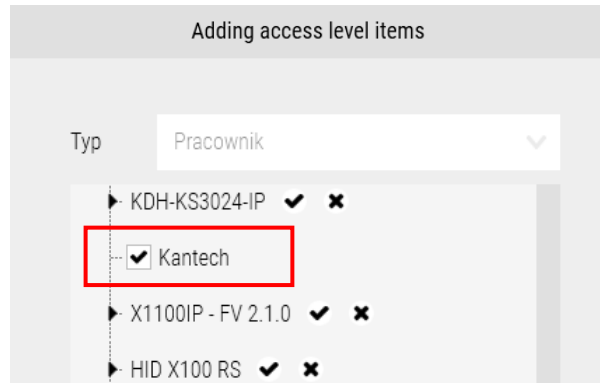 Adding access level items
Typ Pracownik
KDH-KS3024-IP
Kantech
X1100IP - FV 2.1.0
HID X100 RS